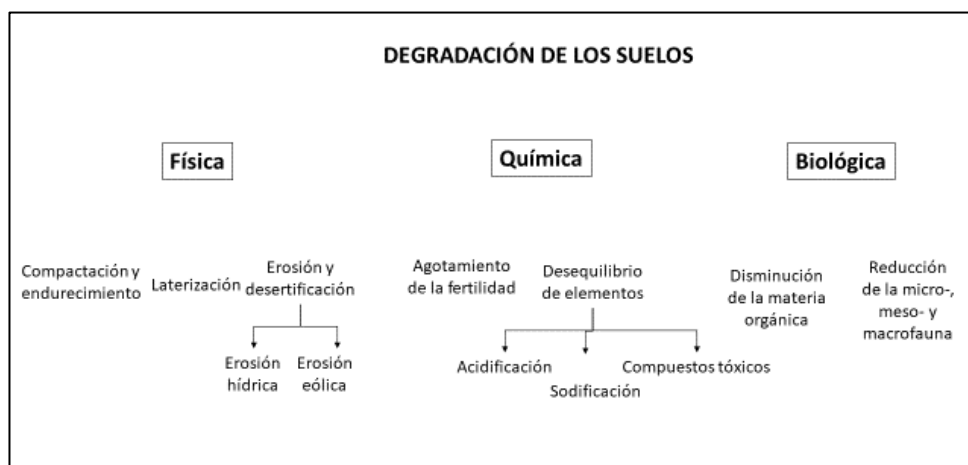 DEGRADACIÓN DE LOS SUELOS
Física
Química
Biológica
Compactación y
endurecimiento
Laterización
Erosión y
desertificación
Erosión
hídrica
Erosión
eólica
Agotamiento
de la fertilidad
Desequilibrio
de elementos
Acidificación
Sodificación
Compuestos tóxicos
Disminución
de la materia
orgánica
Reducción
de la micro-,
meso- y
macrofauna